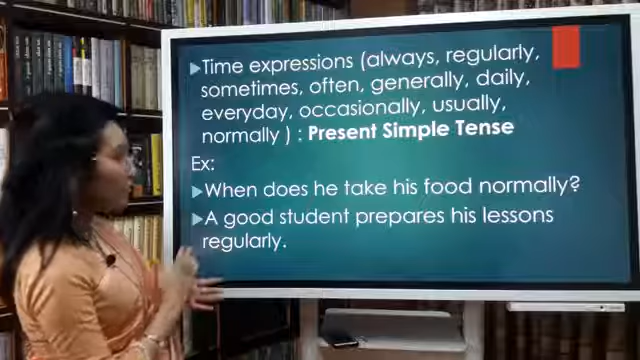 Time expressions (always, regularly,
sometimes, often, generally, daily,
everyday, occasionally, usually,
normally ) : Present Simple Tense
Ex:
When does he take his food normally?
A good student prepares his lessons
regularly.